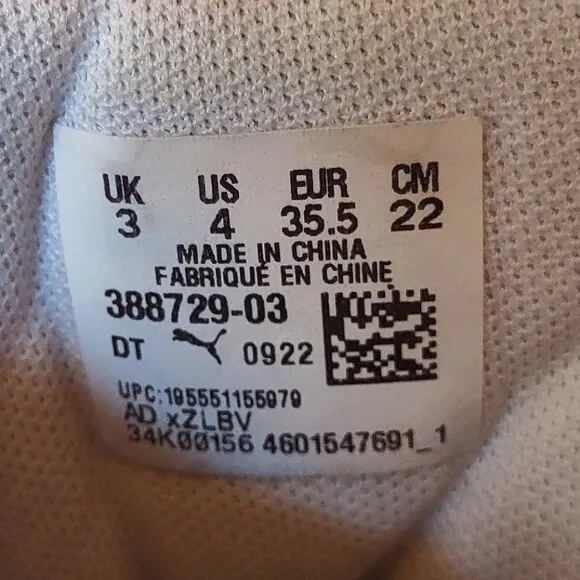 UK US EUR CM
3 4 35.5 22
MADE IN CHINA
FABRIQUÉ EN CHINE
388729-03
DT 0922
UPC:195551155979
AD xZLBV
34K00156 4601547691_1